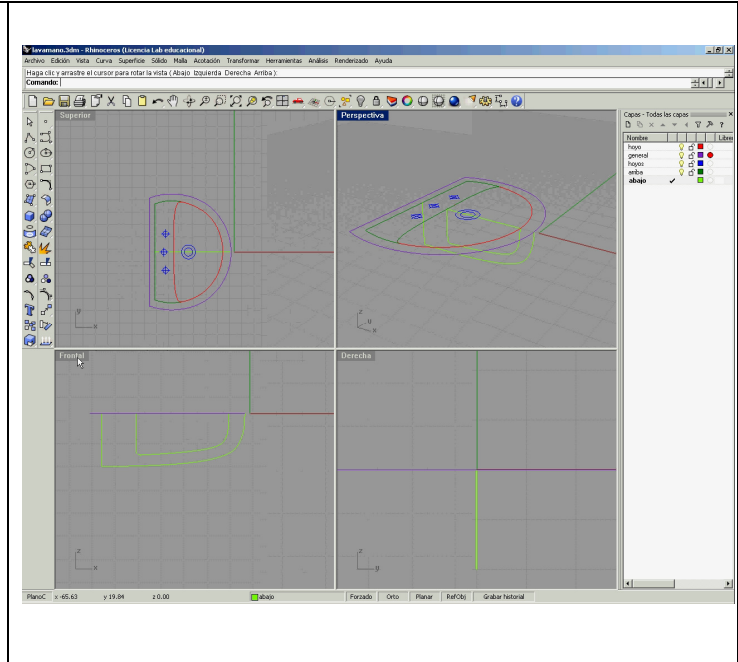 lavamano.3dm - Rhinoceros (Licencia Lab educacional)
Archivo Edición Vista Curva Superficie Sólido Malla Acotación Transformar Herramientas Análisis Renderizado Ayuda
Haga clic y arrastre el cursor para rotar la vista ( Abajo Izquierda Derecha Arriba ):
Comando:
Superior
Perspectiva
Capas - Todas las capas
Nombre
hoyo
general
hoyos
arriba
abajo
y
x
z
y
x
Frontal
Derecha
z
x
z
y
PlanoC x -65.63 y 19.84 z 0.00 abajo Forzado Orto Planar RefObj Grabar historial